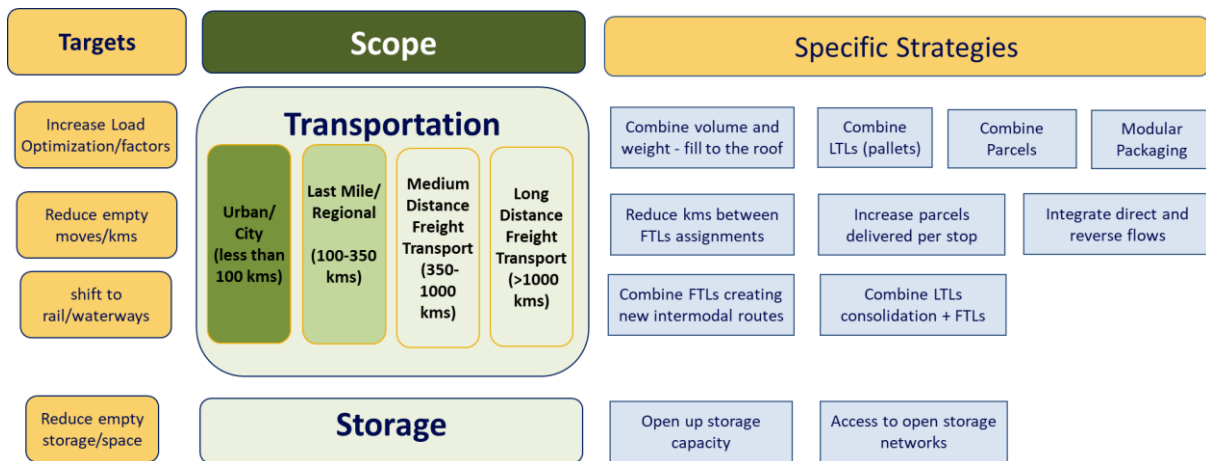 Targets
Scope
Specific Strategies
Increase Load
Optimization/factors
Transportation
Urban/
City
(less than
100 kms)
Last Mile/
Regional
(100-350
kms)
Medium
Distance
Freight
Transport
(350-
1000
kms)
Long
Distance
Freight
Transport
(>1000
kms)
Combine volume and
weight - fill to the roof
Combine
LTLs (pallets)
Combine
Parcels
Modular
Packaging
Reduce empty
moves/kms
Reduce kms between
FTLs assignments
Increase parcels
delivered per stop
Integrate direct and
reverse flows
shift to
rail/waterways
Combine FTLs creating
new intermodal routes
Combine LTLs
consolidation + FTLs
Reduce empty
storage/space
Storage
Open up storage
capacity
Access to open storage
networks